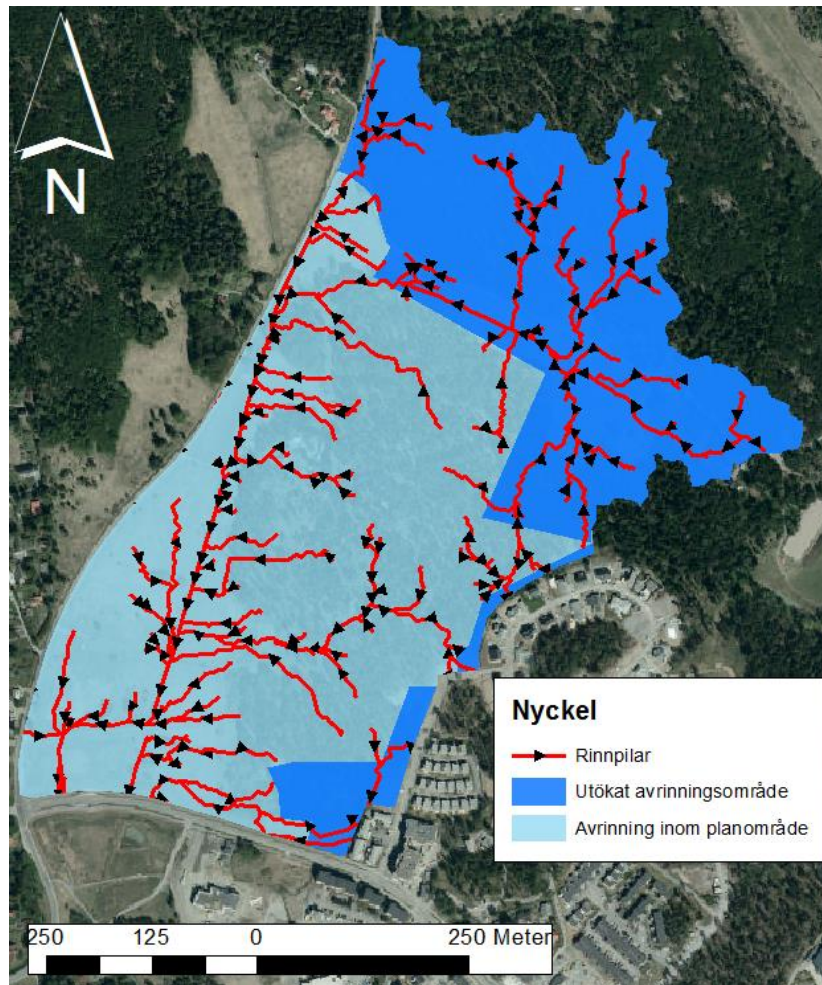 N
Nyckel
Rinnpilar
Utökat avrinningsområde
Avrinning inom planområde
250 125 0 250 Meter